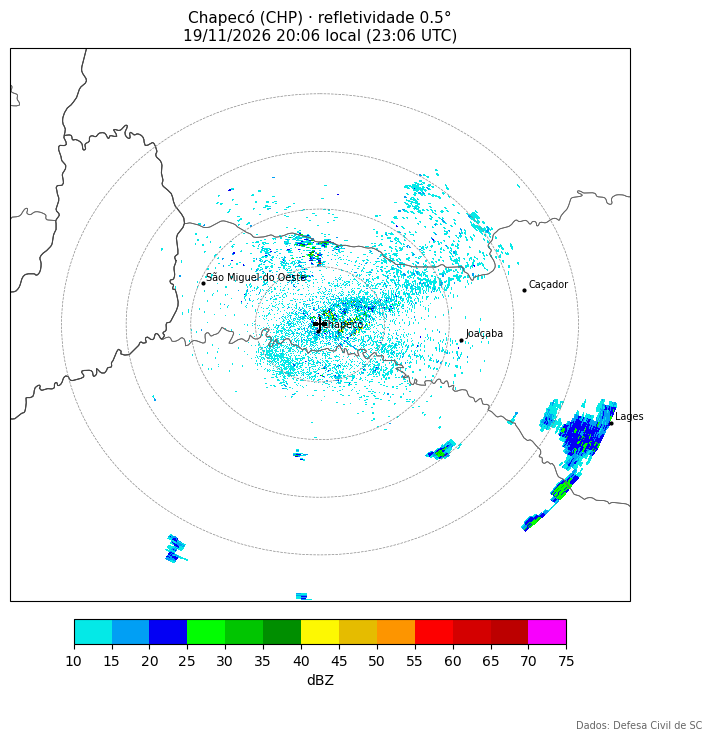 Chapecó (CHP) · refletividade 0.5°
19/11/2026 20:06 local (23:06 UTC)
São Miguel do Oeste
Caçador
Chapecó
Joaçaba
Lages
10 15 20 25 30 35 40 45 50 55 60 65 70 75
dBZ
Dados: Defesa Civil de SC